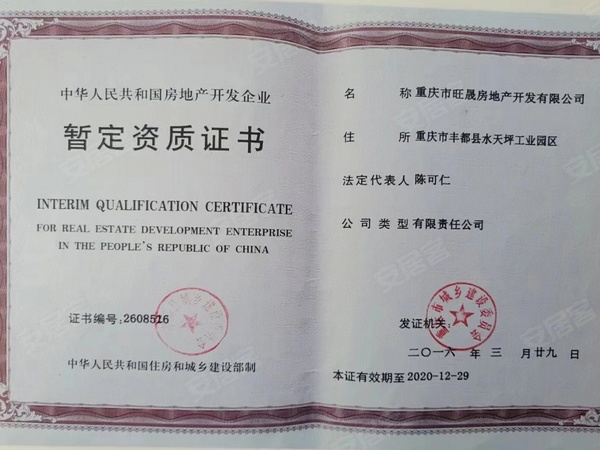 中华人民共和国房地产开发企业
暂定资质证书
INTERIM QUALIFICATION CERTIFICATE
FOR REAL ESTATE DEVELOPMENT ENTERPRISE
IN THE PEOPLE'S REPUBLIC OF CHINA
证书编号:2608516
中华人民共和国住房和城乡建设部制
名 称 重庆市旺晟房地产开发有限公司
住 所 重庆市丰都县水天坪工业园区
法定代表人 陈可仁
公司类型 有限责任公司
发证机关:
二〇一六 年 三 月 廿九 日
本证有效期至 2020-12-29
安居客